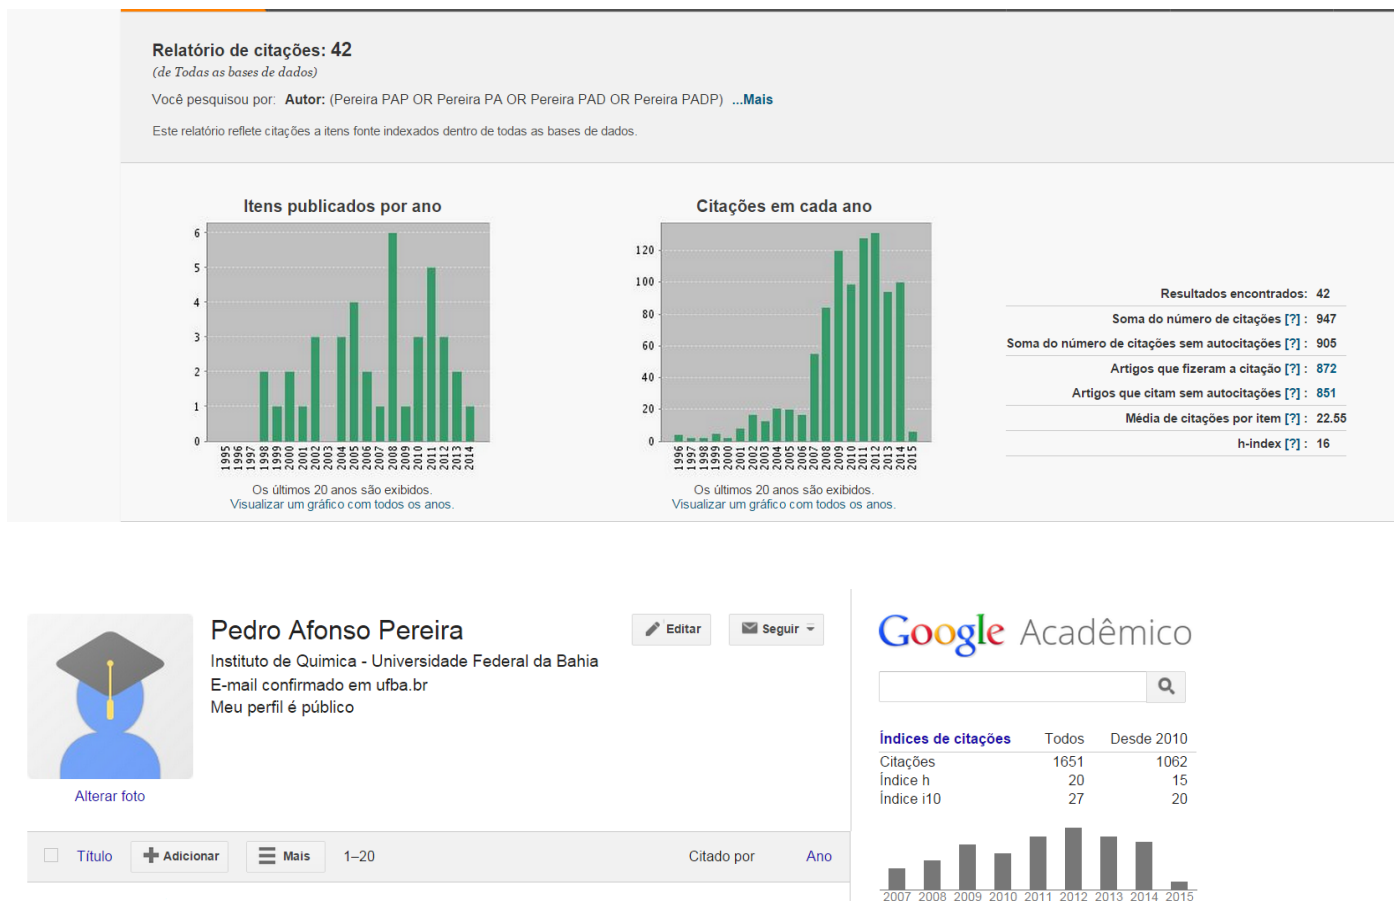 Relatório de citações: 42
(de Todas as bases de dados)
Você pesquisou por: Autor: (Pereira PAP OR Pereira PA OR Pereira PAD OR Pereira PADP) ...Mais
Este relatório reflete citações a itens fonte indexados dentro de todas as bases de dados.
Itens publicados por ano
6
5
4
3
2
1
0
1995 1996 1997 1998 1999 2000 2001 2002 2003 2004 2005 2006 2007 2008 2009 2010 2011 2012 2013 2014
Os últimos 20 anos são exibidos.
Visualizar um gráfico com todos os anos.
Citações em cada ano
120
100
80
60
40
20
0
1996 1997 1998 1999 2000 2001 2002 2003 2004 2005 2006 2007 2008 2009 2010 2011 2012 2013 2014 2015
Os últimos 20 anos são exibidos.
Visualizar um gráfico com todos os anos.
Resultados encontrados: 42
Soma do número de citações [?] : 947
Soma do número de citações sem autocitações [?] : 905
Artigos que fizeram a citação [?] : 872
Artigos que citam sem autocitações [?] : 851
Média de citações por item [?] : 22.55
h-index [?] : 16
Pedro Afonso Pereira
Instituto de Quimica - Universidade Federal da Bahia
E-mail confirmado em ufba.br
Meu perfil é público
Editar
Seguir
Alterar foto
Título
Adicionar
Mais
1–20
Citado por
Ano
Google Acadêmico
Índices de citações Todos Desde 2010
Citações 1651 1062
Índice h 20 15
Índice i10 27 20
2007 2008 2009 2010 2011 2012 2013 2014 2015